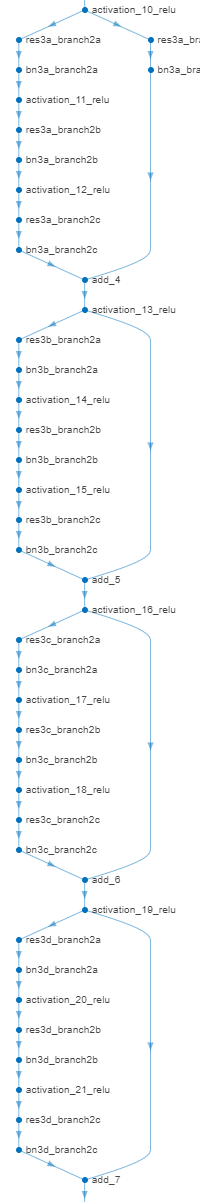 activation_10_relu
res3a_branch2a
res3a_bra
bn3a_branch2a
bn3a_bra
activation_11_relu
res3a_branch2b
bn3a_branch2b
activation_12_relu
res3a_branch2c
bn3a_branch2c
add_4
activation_13_relu
res3b_branch2a
bn3b_branch2a
activation_14_relu
res3b_branch2b
bn3b_branch2b
activation_15_relu
res3b_branch2c
bn3b_branch2c
add_5
activation_16_relu
res3c_branch2a
bn3c_branch2a
activation_17_relu
res3c_branch2b
bn3c_branch2b
activation_18_relu
res3c_branch2c
bn3c_branch2c
add_6
activation_19_relu
res3d_branch2a
bn3d_branch2a
activation_20_relu
res3d_branch2b
bn3d_branch2b
activation_21_relu
res3d_branch2c
bn3d_branch2c
add_7